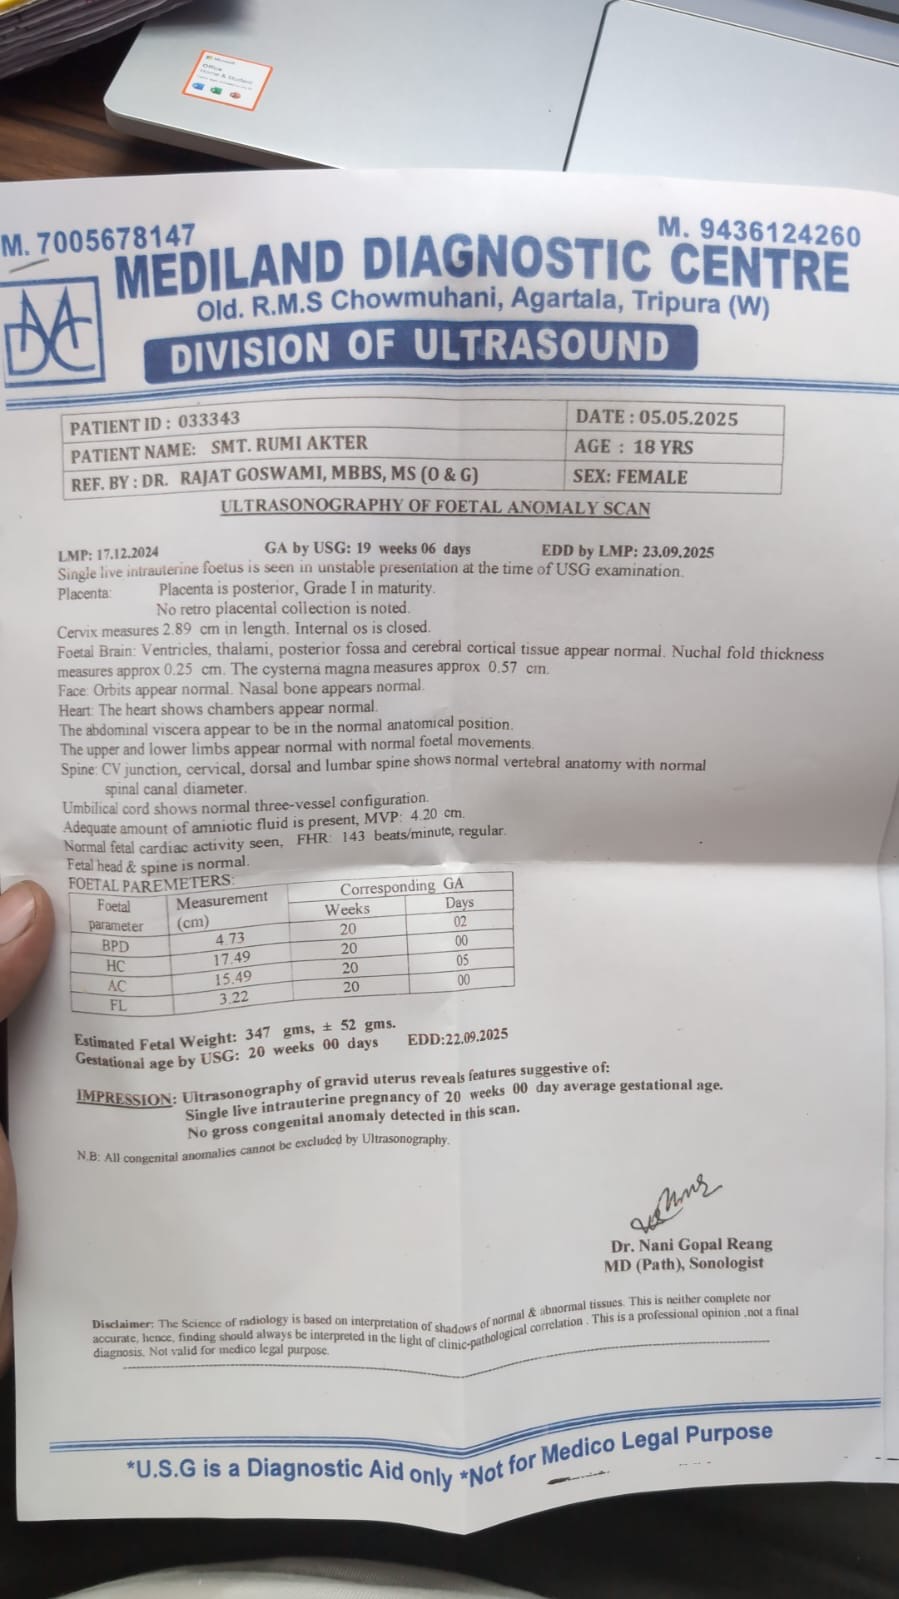 M. 7005678147
M. 9436124260
MEDILAND DIAGNOSTIC CENTRE
Old. R.M.S Chowmuhani, Agartala, Tripura (W)
DIVISION OF ULTRASOUND
PATIENT ID : 033343 DATE : 05.05.2025
PATIENT NAME: SMT. RUMI AKTER AGE : 18 YRS
REF. BY : DR. RAJAT GOSWAMI, MBBS, MS (O & G) SEX: FEMALE
ULTRASONOGRAPHY OF FOETAL ANOMALY SCAN
LMP: 17.12.2024 GA by USG: 19 weeks 06 days EDD by LMP: 23.09.2025
Single live intrauterine foetus is seen in unstable presentation at the time of USG examination.
Placenta: Placenta is posterior, Grade I in maturity.
No retro placental collection is noted.
Cervix measures 2.89 cm in length. Internal os is closed.
Foetal Brain: Ventricles, thalami, posterior fossa and cerebral cortical tissue appear normal. Nuchal fold thickness
measures approx 0.25 cm. The cysterna magna measures approx 0.57 cm.
Face: Orbits appear normal. Nasal bone appears normal.
Heart: The heart shows chambers appear normal.
The abdominal viscera appear to be in the normal anatomical position.
The upper and lower limbs appear normal with normal foetal movements.
Spine: CV junction, cervical, dorsal and lumbar spine shows normal vertebral anatomy with normal
spinal canal diameter.
Umbilical cord shows normal three-vessel configuration.
Adequate amount of amniotic fluid is present, MVP: 4.20 cm.
Normal fetal cardiac activity seen, FHR: 143 beats/minute, regular.
Fetal head & spine is normal.
FOETAL PAREMETERS:
Foetal parameter Measurement (cm) Corresponding GA
Weeks Days
BPD 4.73 20 02
HC 17.49 20 00
AC 15.49 20 05
FL 3.22 20 00
Estimated Fetal Weight: 347 gms, ± 52 gms.
Gestational age by USG: 20 weeks 00 days EDD:22.09.2025
IMPRESSION: Ultrasonography of gravid uterus reveals features suggestive of:
Single live intrauterine pregnancy of 20 weeks 00 day average gestational age.
No gross congenital anomaly detected in this scan.
N.B: All congenital anomalies cannot be excluded by Ultrasonography.
Dr. Nani Gopal Reang
MD (Path), Sonologist
Disclaimer: The Science of radiology is based on interpretation of shadows of normal & abnormal tissues. This is neither complete nor
accurate, hence, finding should always be interpreted in the light of clinic-pathological correlation . This is a professional opinion ,not a final
diagnosis. Not valid for medico legal purpose.
*U.S.G is a Diagnostic Aid only *Not for Medico Legal Purpose